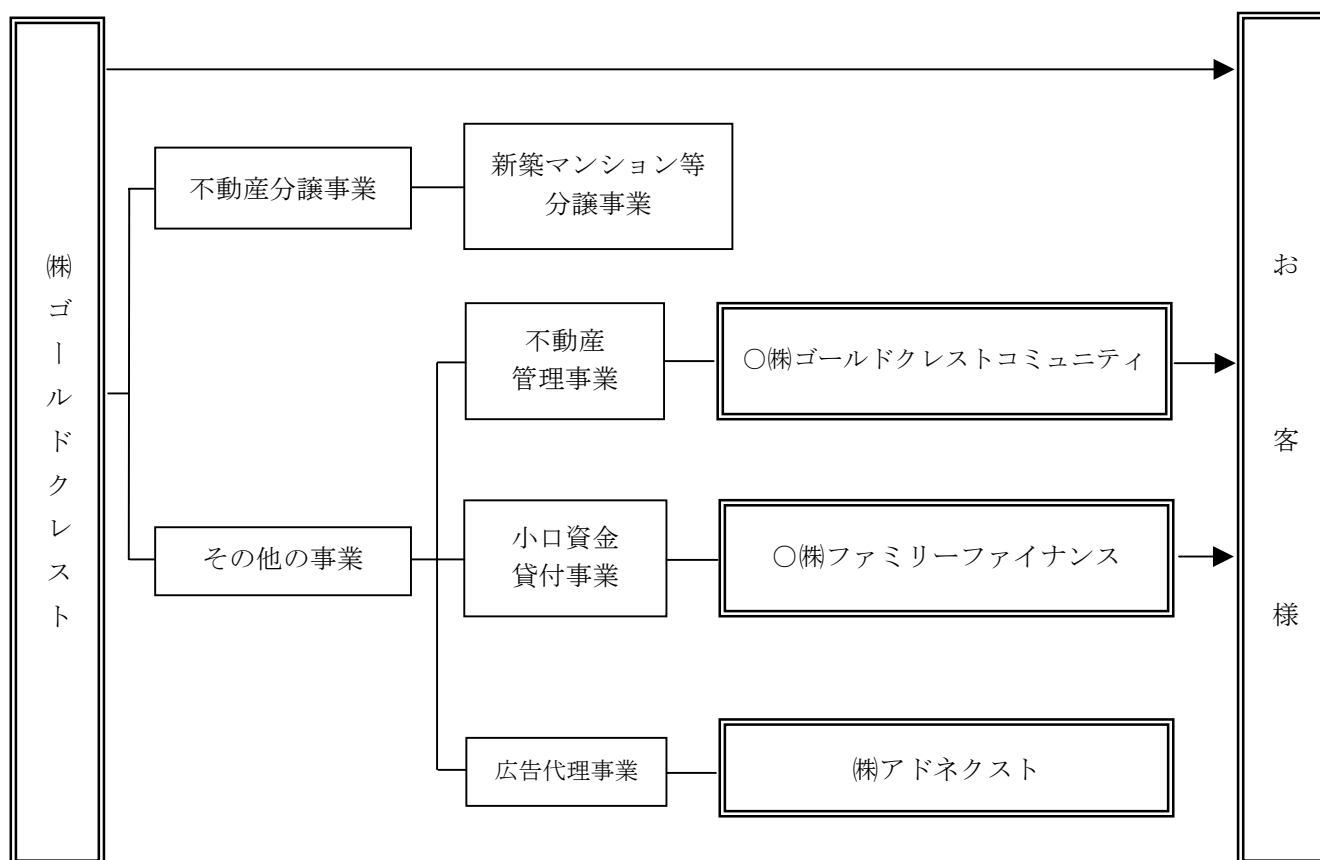 ㈱ゴールドクレスト
不動産分譲事業
新築マンション等
分譲事業
その他の事業
不動産
管理事業
○㈱ゴールドクレストコミュニティ
小口資金
貸付事業
○㈱ファミリーファイナンス
広告代理事業
㈱アドネクスト
お客様